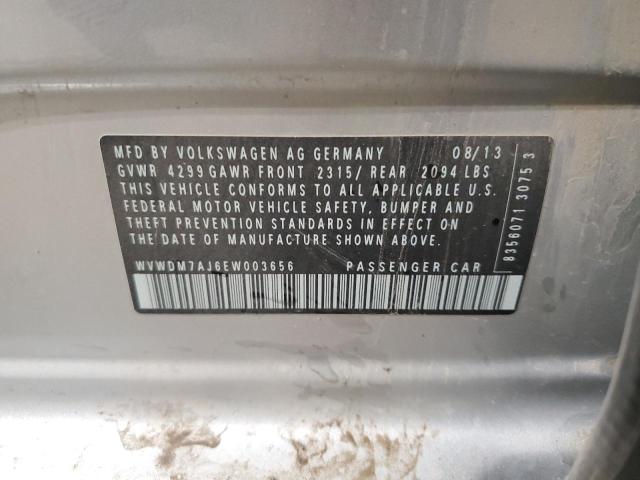 MFD BY VOLKSWAGEN AG GERMANY 08/13
GVWR 4299 GAWR FRONT 2315/ REAR 2094 LBS
THIS VEHICLE CONFORMS TO ALL APPLICABLE U.S.
FEDERAL MOTOR VEHICLE SAFETY, BUMPER AND
THEFT PREVENTION STANDARDS IN EFFECT ON
THE DATE OF MANUFACTURE SHOWN ABOVE.
WVWDM7AJ6EW003656 PASSENGER CAR
8356071 3075 3